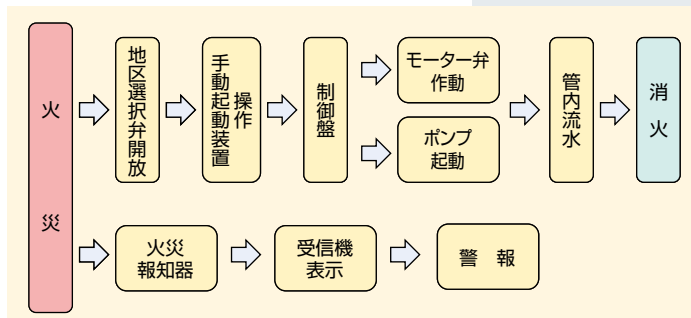 火災
地区選択弁開放
手動起動装置
操作
制御盤
モーター弁
作動
ポンプ
起動
管内流水
消火
火災
報知器
受信機
表示
警 報